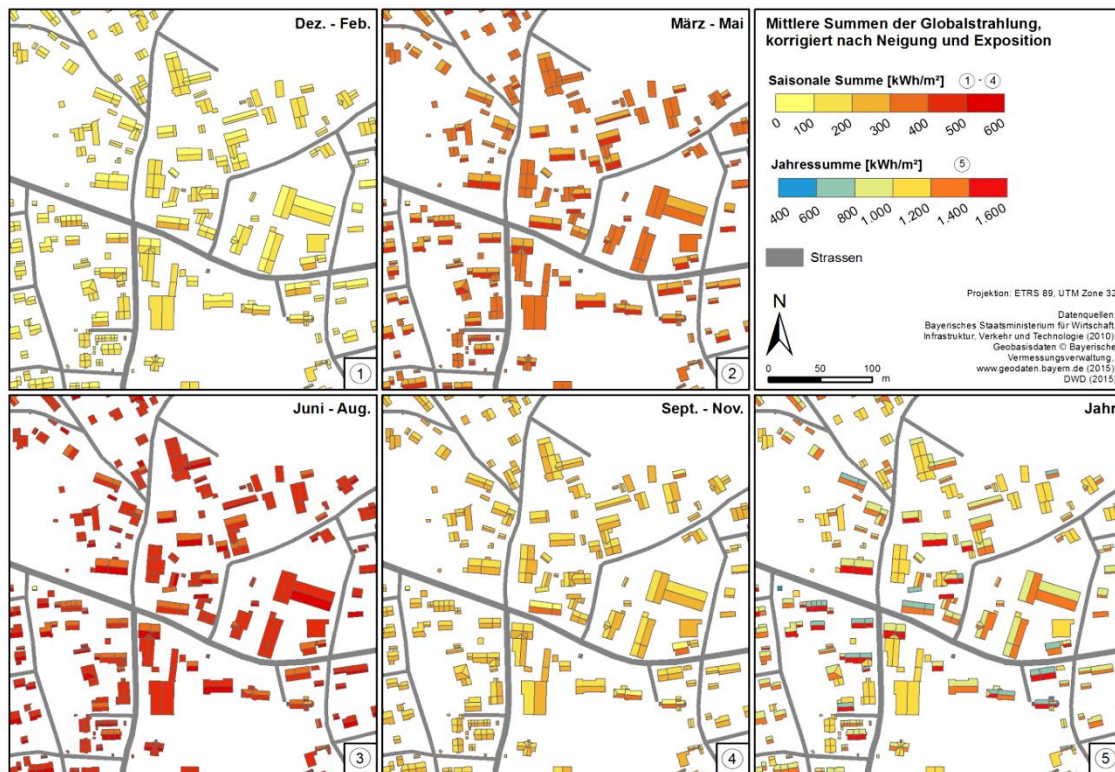 Dez. - Feb.
1
März - Mai
2
Mittlere Summen der Globalstrahlung,
korrigiert nach Neigung und Exposition
Saisonale Summe [kWh/m²] 1 - 4
0 100 200 300 400 500 600
Jahressumme [kWh/m²] 5
400 600 800 1.000 1.200 1.400 1.600
Strassen
N
0 50 100
m
Projektion: ETRS 89, UTM Zone 32
Datenquellen:
Bayerisches Staatsministerium für Wirtschaft
Infrastruktur, Verkehr und Technologie (2010);
Geobasisdaten © Bayerische
Vermessungsverwaltung,
www.geodaten.bayern.de (2015)
DWD (2015)
Juni - Aug.
3
Sept. - Nov.
4
Jahr
5